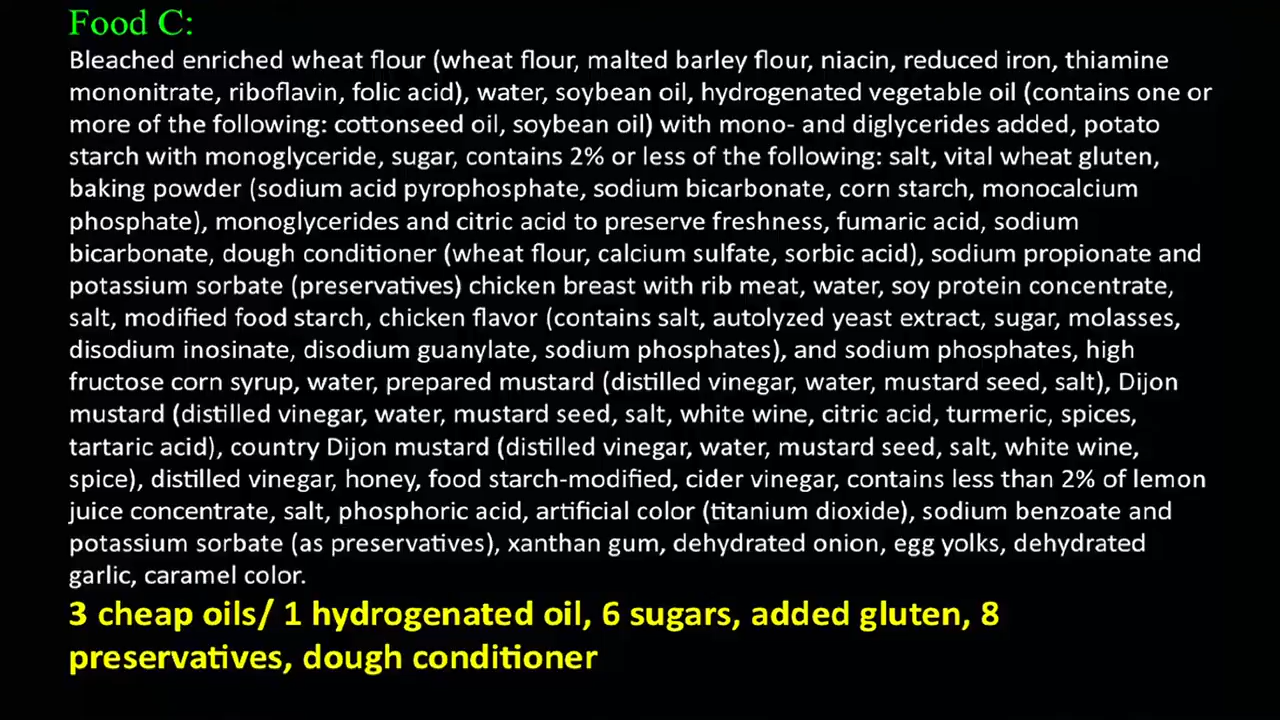 Food C:
Bleached enriched wheat flour (wheat flour, malted barley flour, niacin, reduced iron, thiamine
mononitrate, riboflavin, folic acid), water, soybean oil, hydrogenated vegetable oil (contains one or
more of the following: cottonseed oil, soybean oil) with mono- and diglycerides added, potato
starch with monoglyceride, sugar, contains 2% or less of the following: salt, vital wheat gluten,
baking powder (sodium acid pyrophosphate, sodium bicarbonate, corn starch, monocalcium
phosphate), monoglycerides and citric acid to preserve freshness, fumaric acid, sodium
bicarbonate, dough conditioner (wheat flour, calcium sulfate, sorbic acid), sodium propionate and
potassium sorbate (preservatives) chicken breast with rib meat, water, soy protein concentrate,
salt, modified food starch, chicken flavor (contains salt, autolyzed yeast extract, sugar, molasses,
disodium inosinate, disodium guanylate, sodium phosphates), and sodium phosphates, high
fructose corn syrup, water, prepared mustard (distilled vinegar, water, mustard seed, salt), Dijon
mustard (distilled vinegar, water, mustard seed, salt, white wine, citric acid, turmeric, spices,
tartaric acid), country Dijon mustard (distilled vinegar, water, mustard seed, salt, white wine,
spice), distilled vinegar, honey, food starch-modified, cider vinegar, contains less than 2% of lemon
juice concentrate, salt, phosphoric acid, artificial color (titanium dioxide), sodium benzoate and
potassium sorbate (as preservatives), xanthan gum, dehydrated onion, egg yolks, dehydrated
garlic, caramel color.
3 cheap oils/ 1 hydrogenated oil, 6 sugars, added gluten, 8
preservatives, dough conditioner